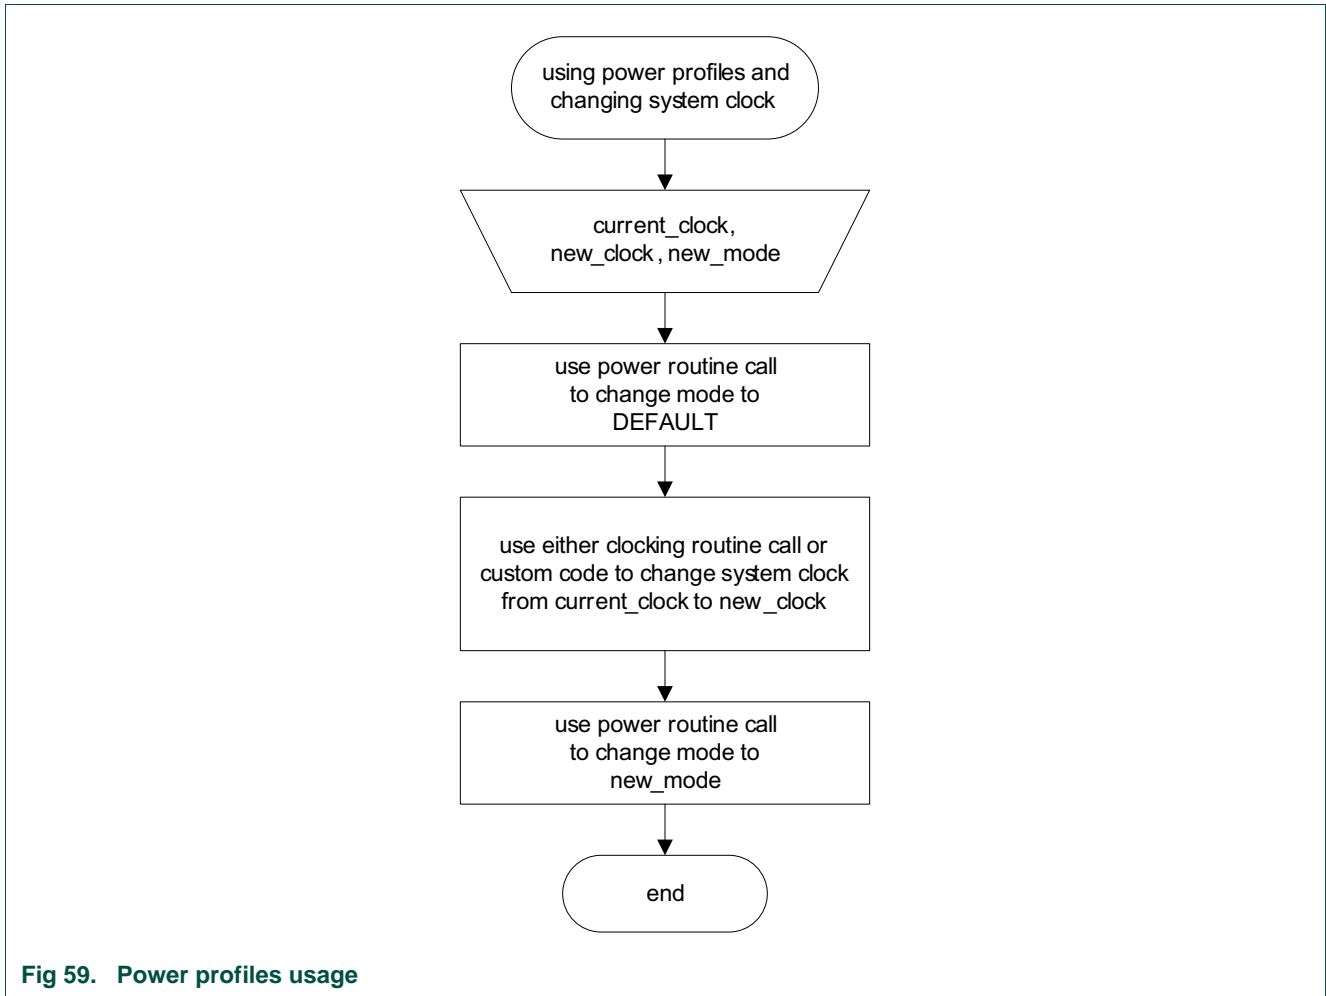 using power profiles and
changing system clock
current_clock,
new_clock, new_mode
use power routine call
to change mode to
DEFAULT
use either clocking routine call or
custom code to change system clock
from current_clock to new_clock
use power routine call
to change mode to
new_mode
end
Fig 59. Power profiles usage